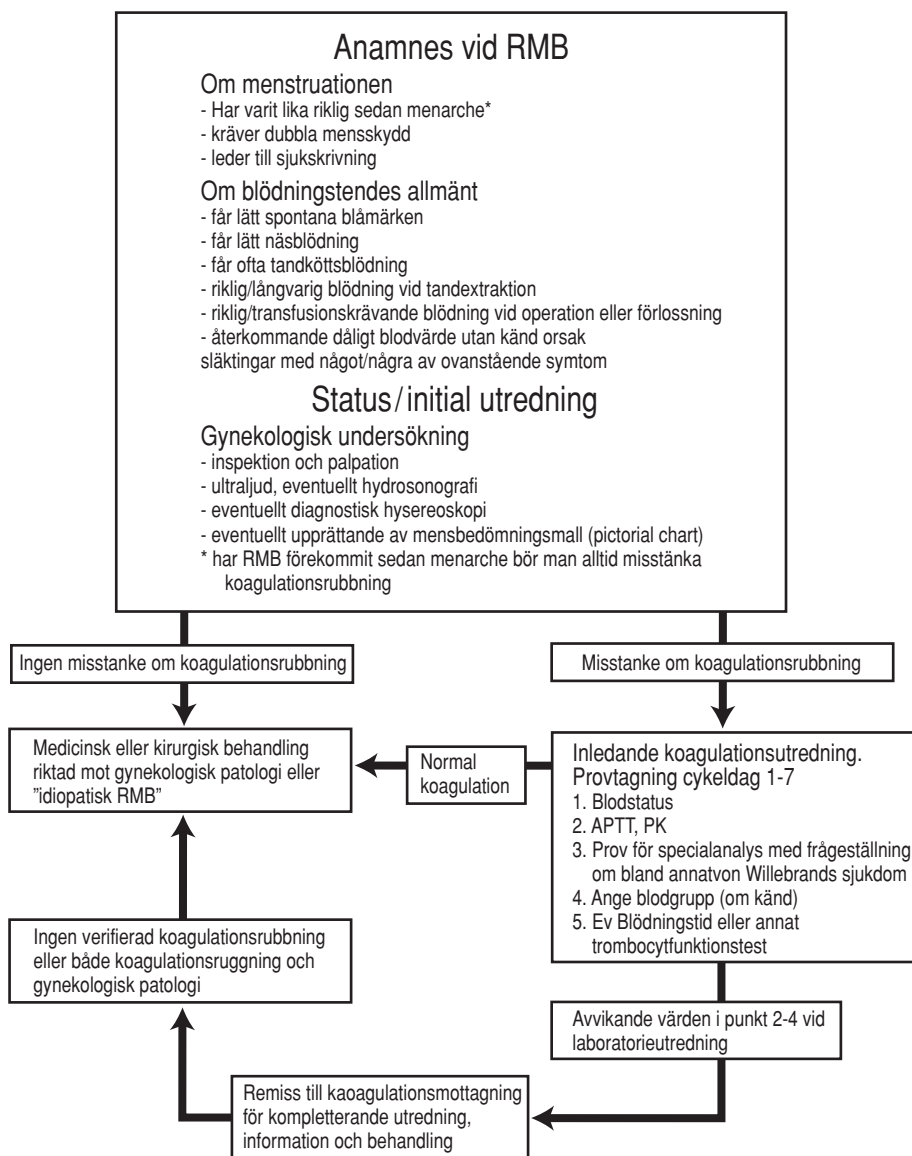 Anamnes vid RMB
Om menstruationen
- Har varit lika riklig sedan menarche*
- kräver dubbla mensskydd
- leder till sjukskrivning
Om blödningstendes allmänt
- får lätt spontana blåmärken
- får lätt näsblödning
- får ofta tandköttsblödning
- riklig/långvarig blödning vid tandextraktion
- riklig/transfusionskrävande blödning vid operation eller förlossning
- återkommande dåligt blodvärde utan känd orsak
släktingar med något/några av ovanstående symtom
Status/initial utredning
Gynekologisk undersökning
- inspektion och palpation
- ultraljud, eventuellt hydrosonografi
- eventuellt diagnostisk hysereoskopi
- eventuellt upprättande av mensbedömningsmall (pictorial chart)
* har RMB förekommit sedan menarche bör man alltid misstänka
koagulationsrubbning
Ingen misstanke om koagulationsrubbning
Misstanke om koagulationsrubbning
Medicinsk eller kirurgisk behandling
riktad mot gynekologisk patologi eller
"idiopatisk RMB"
Normal
koagulation
Inledande koagulationsutredning.
Provtagning cykeldag 1-7
1. Blodstatus
2. APTT, PK
3. Prov för specialanalys med frågeställning
om bland annatvon Willebrands sjukdom
4. Ange blodgrupp (om känd)
5. Ev Blödningstid eller annat
trombocytfunktionstest
Ingen verifierad koagulationsrubbning
eller både koagulationsruggning och
gynekologisk patologi
Avvikande värden i punkt 2-4 vid
laboratorieutredning
Remiss till kaoagulationsmottagning
för kompletterande utredning,
information och behandling